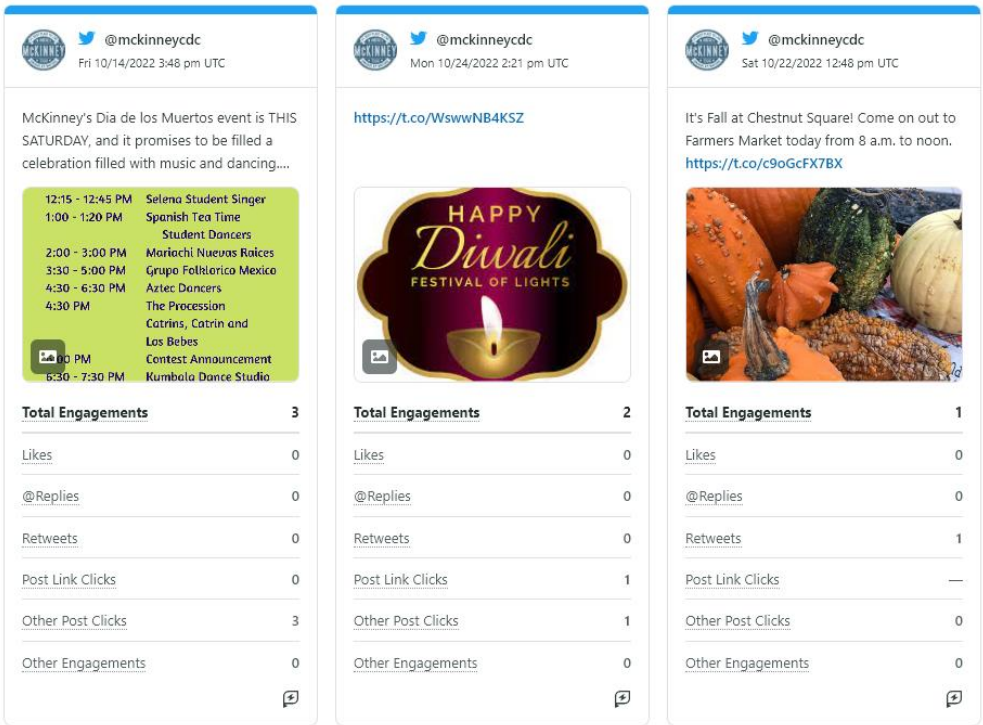 McKINNEY
@mckinneycdc
Fri 10/14/2022 3:48 pm UTC
McKinney's Dia de los Muertos event is THIS
SATURDAY, and it promises to be filled a
celebration filled with music and dancing....
12:15 - 12:45 PM Selena Student Singer
1:00 - 1:20 PM Spanish Tea Time
Student Dancers
2:00 - 3:00 PM Mariachi Nuevas Raices
3:30 - 5:00 PM Grupo Folklorico Mexico
4:30 - 6:30 PM Aztec Dancers
4:30 PM The Procession
Catrins, Catrin and
Los Bebes
:00 PM Contest Announcement
6:30 - 7:30 PM Kumbala Dance Studio
Total Engagements 3
Likes 0
@Replies 0
Retweets 0
Post Link Clicks 0
Other Post Clicks 3
Other Engagements 0
McKINNEY
@mckinneycdc
Mon 10/24/2022 2:21 pm UTC
https://t.co/WswwNB4KSZ
HAPPY
Diwali
FESTIVAL OF LIGHTS
Total Engagements 2
Likes 0
@Replies 0
Retweets 0
Post Link Clicks 1
Other Post Clicks 1
Other Engagements 0
McKINNEY
@mckinneycdc
Sat 10/22/2022 12:48 pm UTC
It's Fall at Chestnut Square! Come on out to
Farmers Market today from 8 a.m. to noon.
https://t.co/c9oGcFX7BX
Total Engagements 1
Likes 0
@Replies 0
Retweets 1
Post Link Clicks —
Other Post Clicks 0
Other Engagements 0